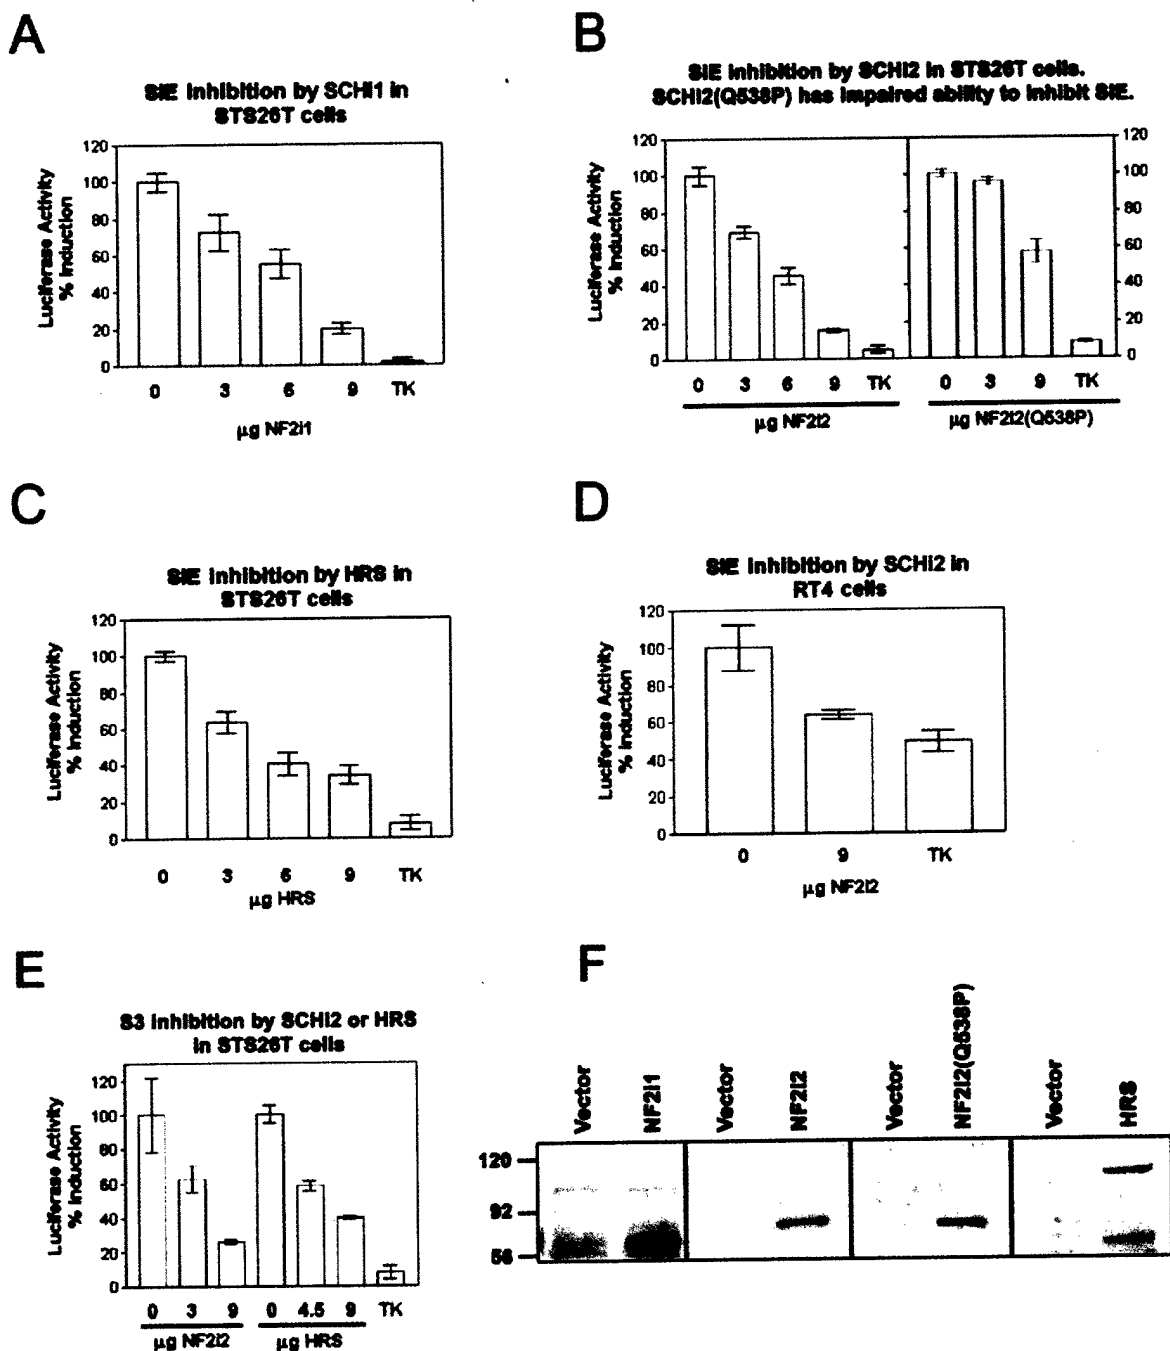 A
SIE inhibition by SCHi1 in
STS26T cells
Luciferase Activity
% Induction
120
100
80
60
40
20
0
0 3 6 9 TK
µg NF2i1
B
SIE inhibition by SCHi2 in STS26T cells.
SCHi2(Q538P) has impaired ability to inhibit SIE.
Luciferase Activity
% Induction
120
100
80
60
40
20
0
120
100
80
60
40
20
0
0 3 6 9 TK
0 3 9 TK
µg NF2i2
µg NF2i2(Q538P)
C
SIE inhibition by HRS in
STS26T cells
Luciferase Activity
% Induction
120
100
80
60
40
20
0
0 3 6 9 TK
µg HRS
D
SIE inhibition by SCHi2 in
RT4 cells
Luciferase Activity
% Induction
120
100
80
60
40
20
0
0 9 TK
µg NF2i2
E
S3 inhibition by SCHi2 or HRS
in STS26T cells
Luciferase Activity
% Induction
120
100
80
60
40
20
0
0 3 9 0 4.5 9 TK
µg NF2i2
µg HRS
F
Vector
NF2i1
Vector
NF2i2
Vector
NF2i2(Q538P)
Vector
HRS
120
92
56